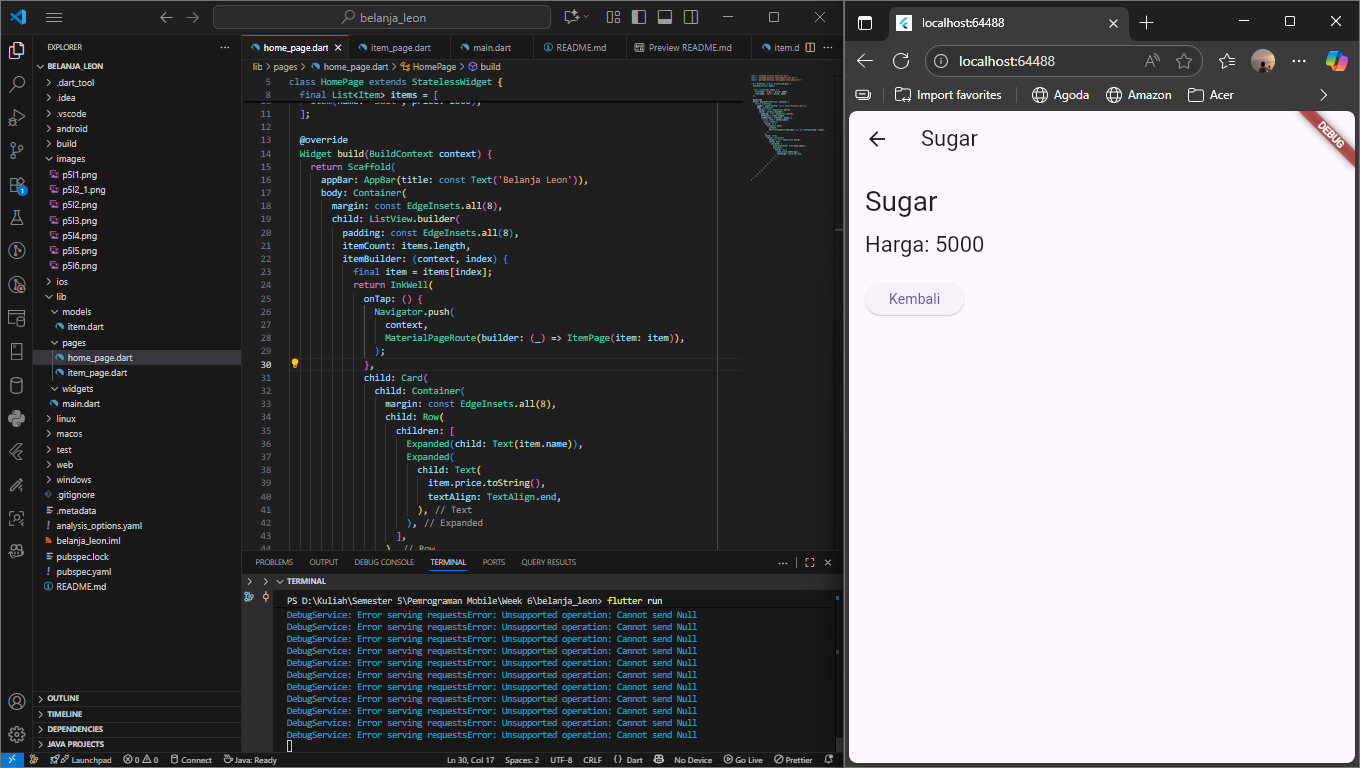 belanja_leon
EXPLORER
BELANJA_LEON
.dart_tool
.idea
.vscode
android
build
images
p5l1.png
p5l2_1.png
p5l2.png
p5l3.png
p5l4.png
p5l5.png
p5l6.png
ios
lib
models
item.dart
pages
home_page.dart
item_page.dart
widgets
main.dart
linux
macos
test
web
windows
.gitignore
.metadata
analysis_options.yaml
belanja_leon.iml
pubspec.lock
pubspec.yaml
README.md
OUTLINE
TIMELINE
DEPENDENCIES
JAVA PROJECTS
home_page.dart item_page.dart main.dart README.md Preview README.md item.d
lib > pages > home_page.dart > HomePage > build
5 class HomePage extends StatelessWidget {
8 final List<Item> items = [
11 ];
12
13 @override
14 Widget build(BuildContext context) {
15 return Scaffold(
16 appBar: AppBar(title: const Text('Belanja Leon')),
17 body: Container(
18 margin: const EdgeInsets.all(8),
19 child: ListView.builder(
20 padding: const EdgeInsets.all(8),
21 itemCount: items.length,
22 itemBuilder: (context, index) {
23 final item = items[index];
24 return InkWell(
25 onTap: () {
26 Navigator.push(
27 context,
28 MaterialPageRoute(builder: (_) => ItemPage(item: item)),
29 );
30 },
31 child: Card(
32 child: Container(
33 margin: const EdgeInsets.all(8),
34 child: Row(
35 children: [
36 Expanded(child: Text(item.name)),
37 Expanded(
38 child: Text(
39 item.price.toString(),
40 textAlign: TextAlign.end,
41 ), // Text
42 ), // Expanded
43 ],
44 ) // Row
PROBLEMS OUTPUT DEBUG CONSOLE TERMINAL PORTS QUERY RESULTS
TERMINAL
PS D:\Kuliah\Semester 5\Pemrograman Mobile\Week 6\belanja_leon> flutter run
DebugService: Error serving requestsError: Unsupported operation: Cannot send Null
DebugService: Error serving requestsError: Unsupported operation: Cannot send Null
DebugService: Error serving requestsError: Unsupported operation: Cannot send Null
DebugService: Error serving requestsError: Unsupported operation: Cannot send Null
DebugService: Error serving requestsError: Unsupported operation: Cannot send Null
DebugService: Error serving requestsError: Unsupported operation: Cannot send Null
DebugService: Error serving requestsError: Unsupported operation: Cannot send Null
DebugService: Error serving requestsError: Unsupported operation: Cannot send Null
DebugService: Error serving requestsError: Unsupported operation: Cannot send Null
DebugService: Error serving requestsError: Unsupported operation: Cannot send Null
DebugService: Error serving requestsError: Unsupported operation: Cannot send Null
Launchpad 0 0 Connect Java: Ready Ln 30, Col 17 Spaces: 2 UTF-8 CRLF {} Dart No Device Go Live Prettier
localhost:64488
localhost:64488
Import favorites Agoda Amazon Acer
Sugar
DEBUG
Sugar
Harga: 5000
Kembali